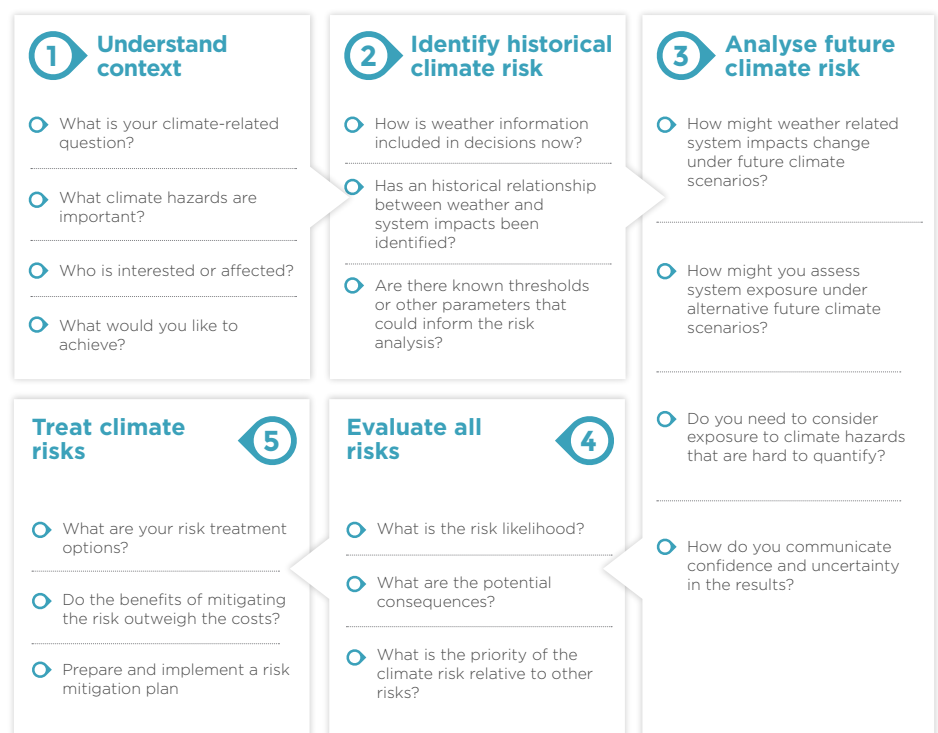 1
Understand
context
What is your climate-related
question?
What climate hazards are
important?
Who is interested or affected?
What would you like to
achieve?
2
Identify historical
climate risk
How is weather information
included in decisions now?
Has an historical relationship
between weather and
system impacts been
identified?
Are there known thresholds
or other parameters that
could inform the risk
analysis?
3
Analyse future
climate risk
How might weather related
system impacts change
under future climate
scenarios?
How might you assess
system exposure under
alternative future climate
scenarios?
Do you need to consider
exposure to climate hazards
that are hard to quantify?
How do you communicate
confidence and uncertainty
in the results?
Evaluate all
risks
4
What is the risk likelihood?
What are the potential
consequences?
What is the priority of the
climate risk relative to other
risks?
Treat climate
risks
5
What are your risk treatment
options?
Do the benefits of mitigating
the risk outweigh the costs?
Prepare and implement a risk
mitigation plan